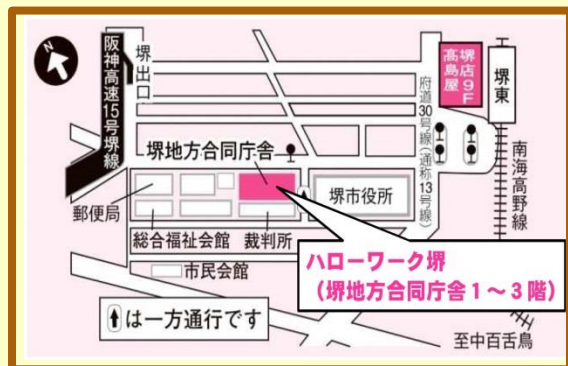 N
阪神高速15号堺線
堺出口
府道30号線(通称13号線)
高島屋
堺店9F
堺東
南海高野線
堺地方合同庁舎
郵便局
堺市役所
総合福祉会館
裁判所
市民会館
ハローワーク堺
(堺地方合同庁舎1~3階)
は一方通行です
至中百舌鳥